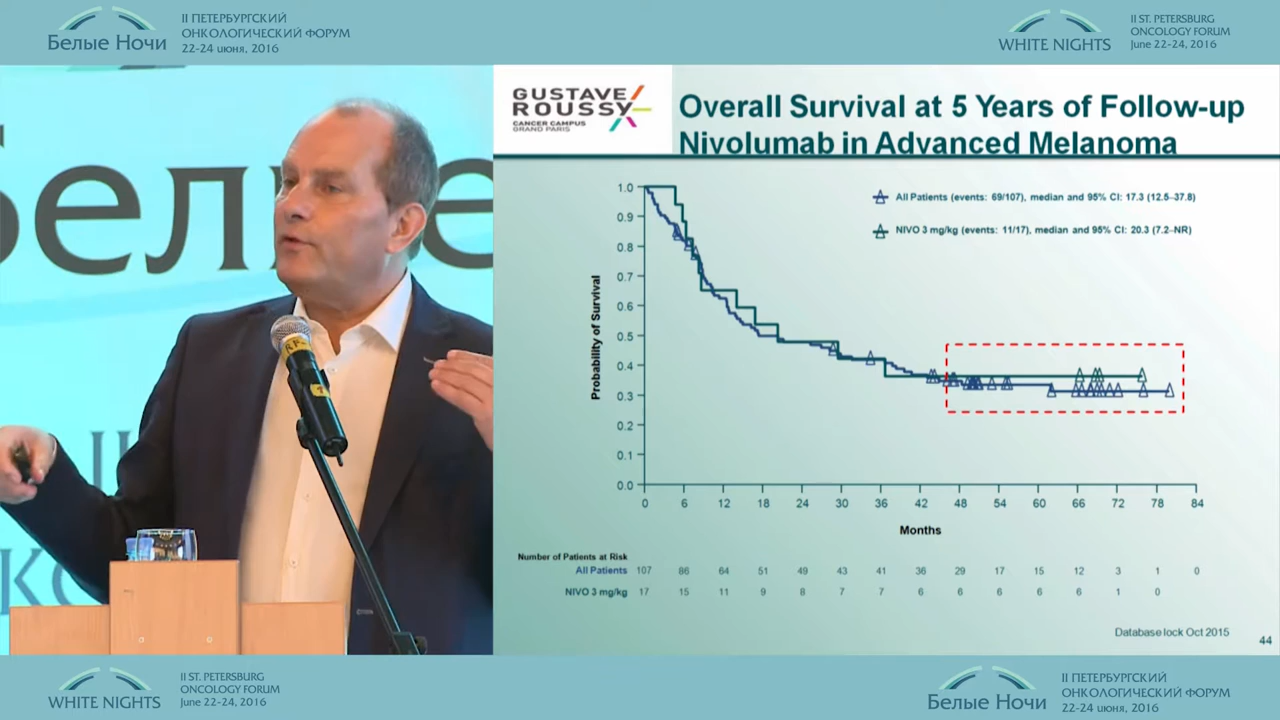 Белые Ночи
II ПЕТЕРБУРГСКИЙ
ОНКОЛОГИЧЕСКИЙ ФОРУМ
22-24 июня, 2016
WHITE NIGHTS
II ST. PETERSBURG
ONCOLOGY FORUM
June 22-24, 2016
GUSTAVE
ROUSSY
CANCER CAMPUS
GRAND PARIS
Overall Survival at 5 Years of Follow-up
Nivolumab in Advanced Melanoma
All Patients (events: 69/107), median and 95% CI: 17.3 (12.5–37.8)
NIVO 3 mg/kg (events: 11/17), median and 95% CI: 20.3 (7.2–NR)
Probability of Survival
1.0
0.9
0.8
0.7
0.6
0.5
0.4
0.3
0.2
0.1
0.0
0 6 12 18 24 30 36 42 48 54 60 66 72 78 84
Months
Number of Patients at Risk
All Patients 107 86 64 51 49 43 41 36 29 17 15 12 3 1 0
NIVO 3 mg/kg 17 15 11 9 8 7 7 6 6 6 6 6 1 0
Database lock Oct 2015
44
WHITE NIGHTS
II ST. PETERSBURG
ONCOLOGY FORUM
June 22-24, 2016
Белые Ночи
II ПЕТЕРБУРГСКИЙ
ОНКОЛОГИЧЕСКИЙ ФОРУМ
22-24 июня, 2016